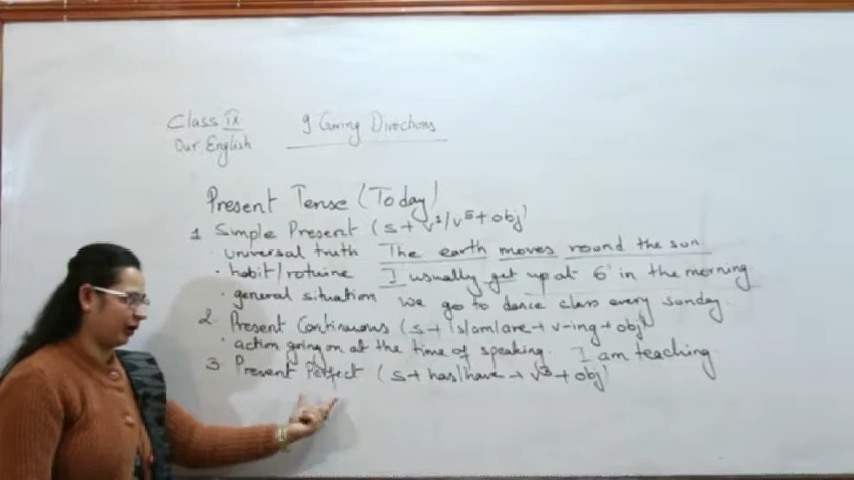 Class IX 9 Giving Directions
Our English
Present Tense (Today)
1 Simple Present (S + V¹/V⁵ + obj)
· universal truth The earth moves round the sun.
· habit/rotuine I usually get up at 6' in the morning
· general situation we go to dance class every sunday.
2. Present Continuous (S + is/am/are + v-ing + obj)
· action going on at the time of speaking. I am teaching.
3. Present Perfect (S + has/have + V³ + obj)